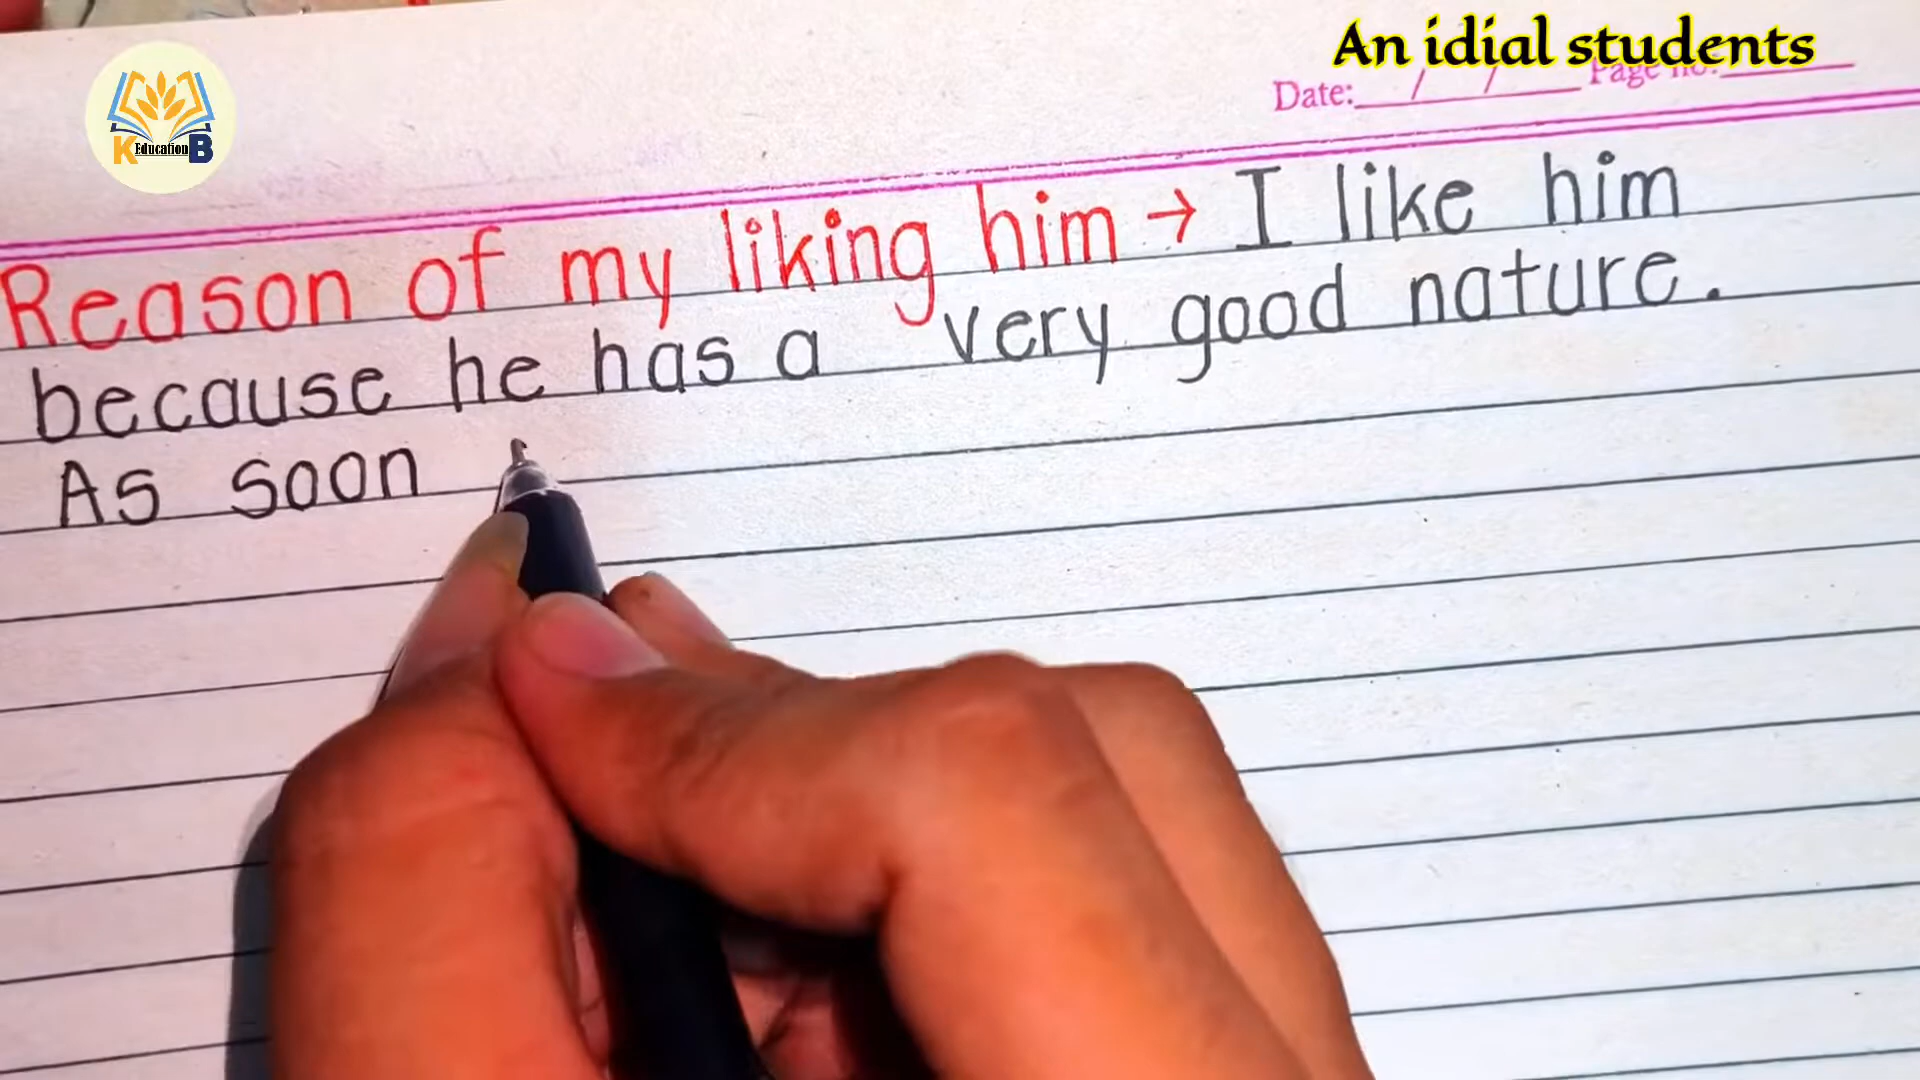 An idial students
K Education B
Date: / / Page no.:
Reason of my liking him → I like him
because he has a very good nature.
As soon